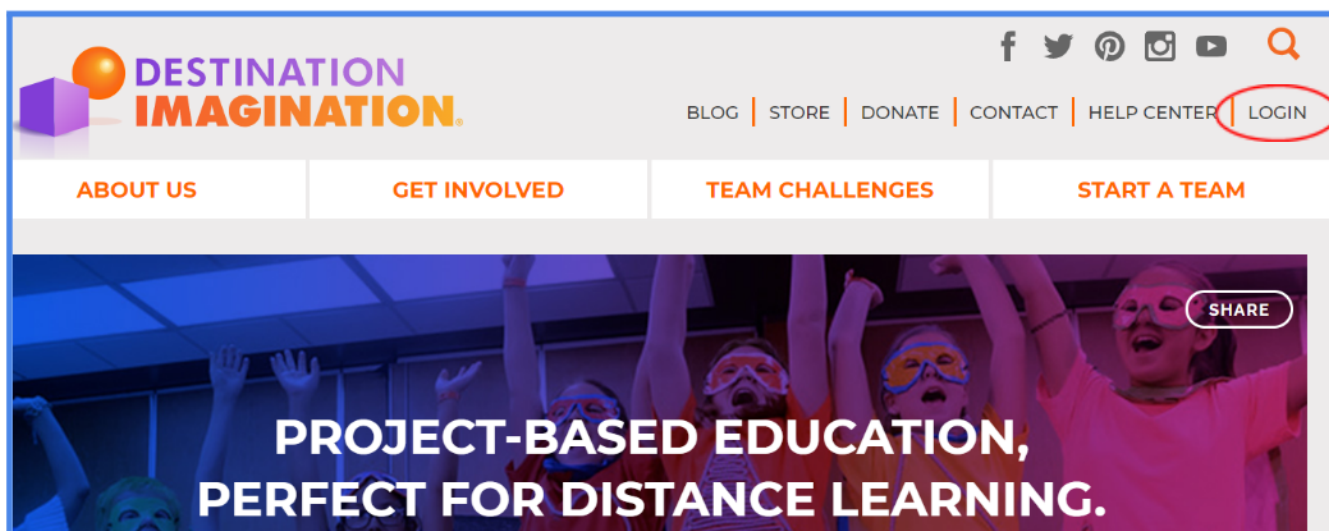 DESTINATION
IMAGINATION.
BLOG STORE DONATE CONTACT HELP CENTER LOGIN
ABOUT US GET INVOLVED TEAM CHALLENGES START A TEAM
SHARE
PROJECT-BASED EDUCATION,
PERFECT FOR DISTANCE LEARNING.